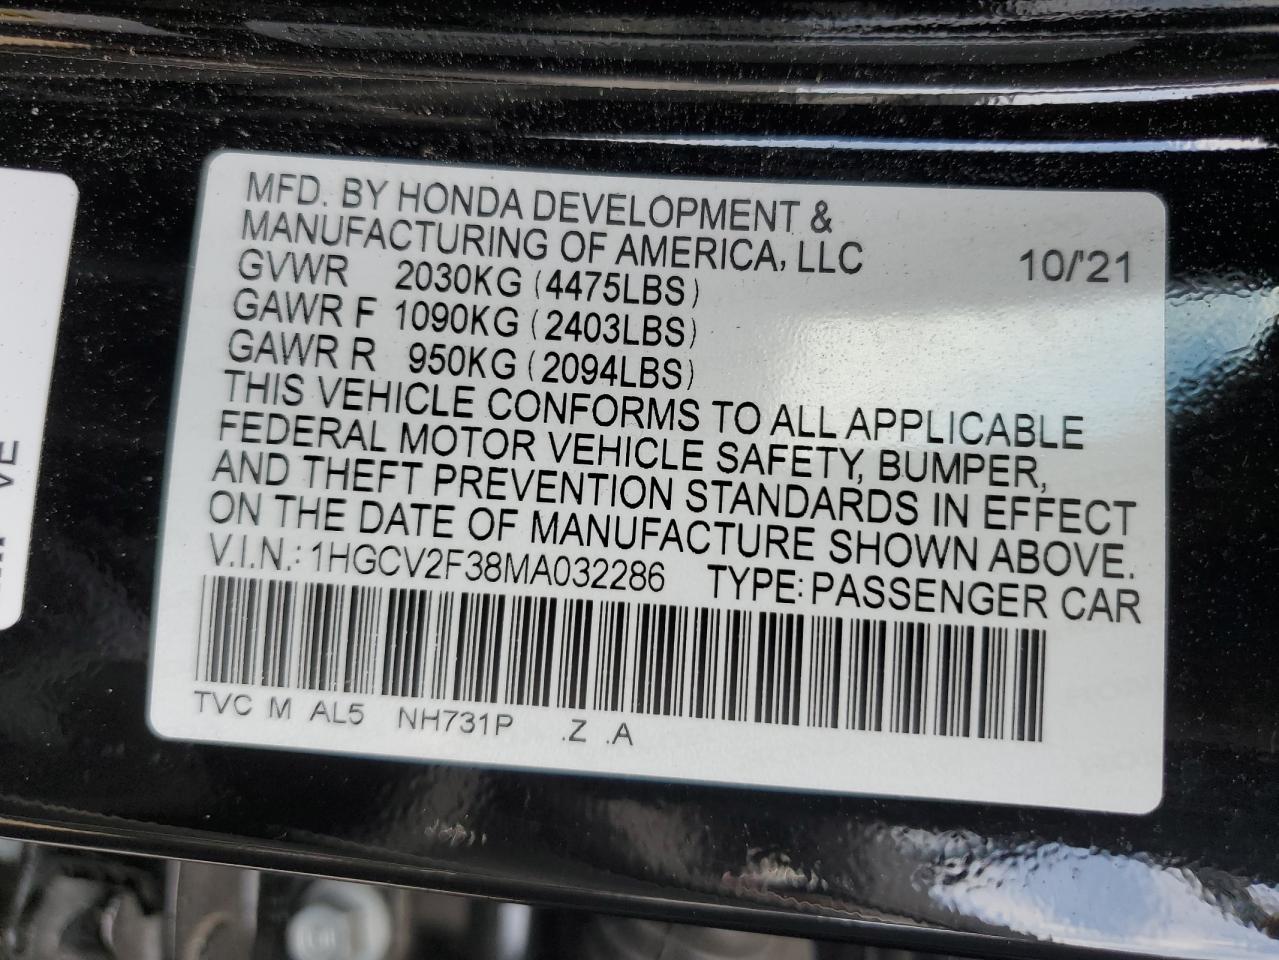 MFD. BY HONDA DEVELOPMENT &
MANUFACTURING OF AMERICA, LLC 10/'21
GVWR 2030KG (4475LBS)
GAWR F 1090KG (2403LBS)
GAWR R 950KG (2094LBS)
THIS VEHICLE CONFORMS TO ALL APPLICABLE
FEDERAL MOTOR VEHICLE SAFETY, BUMPER,
AND THEFT PREVENTION STANDARDS IN EFFECT
ON THE DATE OF MANUFACTURE SHOWN ABOVE.
V.I.N.: 1HGCV2F38MA032286 TYPE: PASSENGER CAR
TVC M AL5 NH731P .Z .A
VE